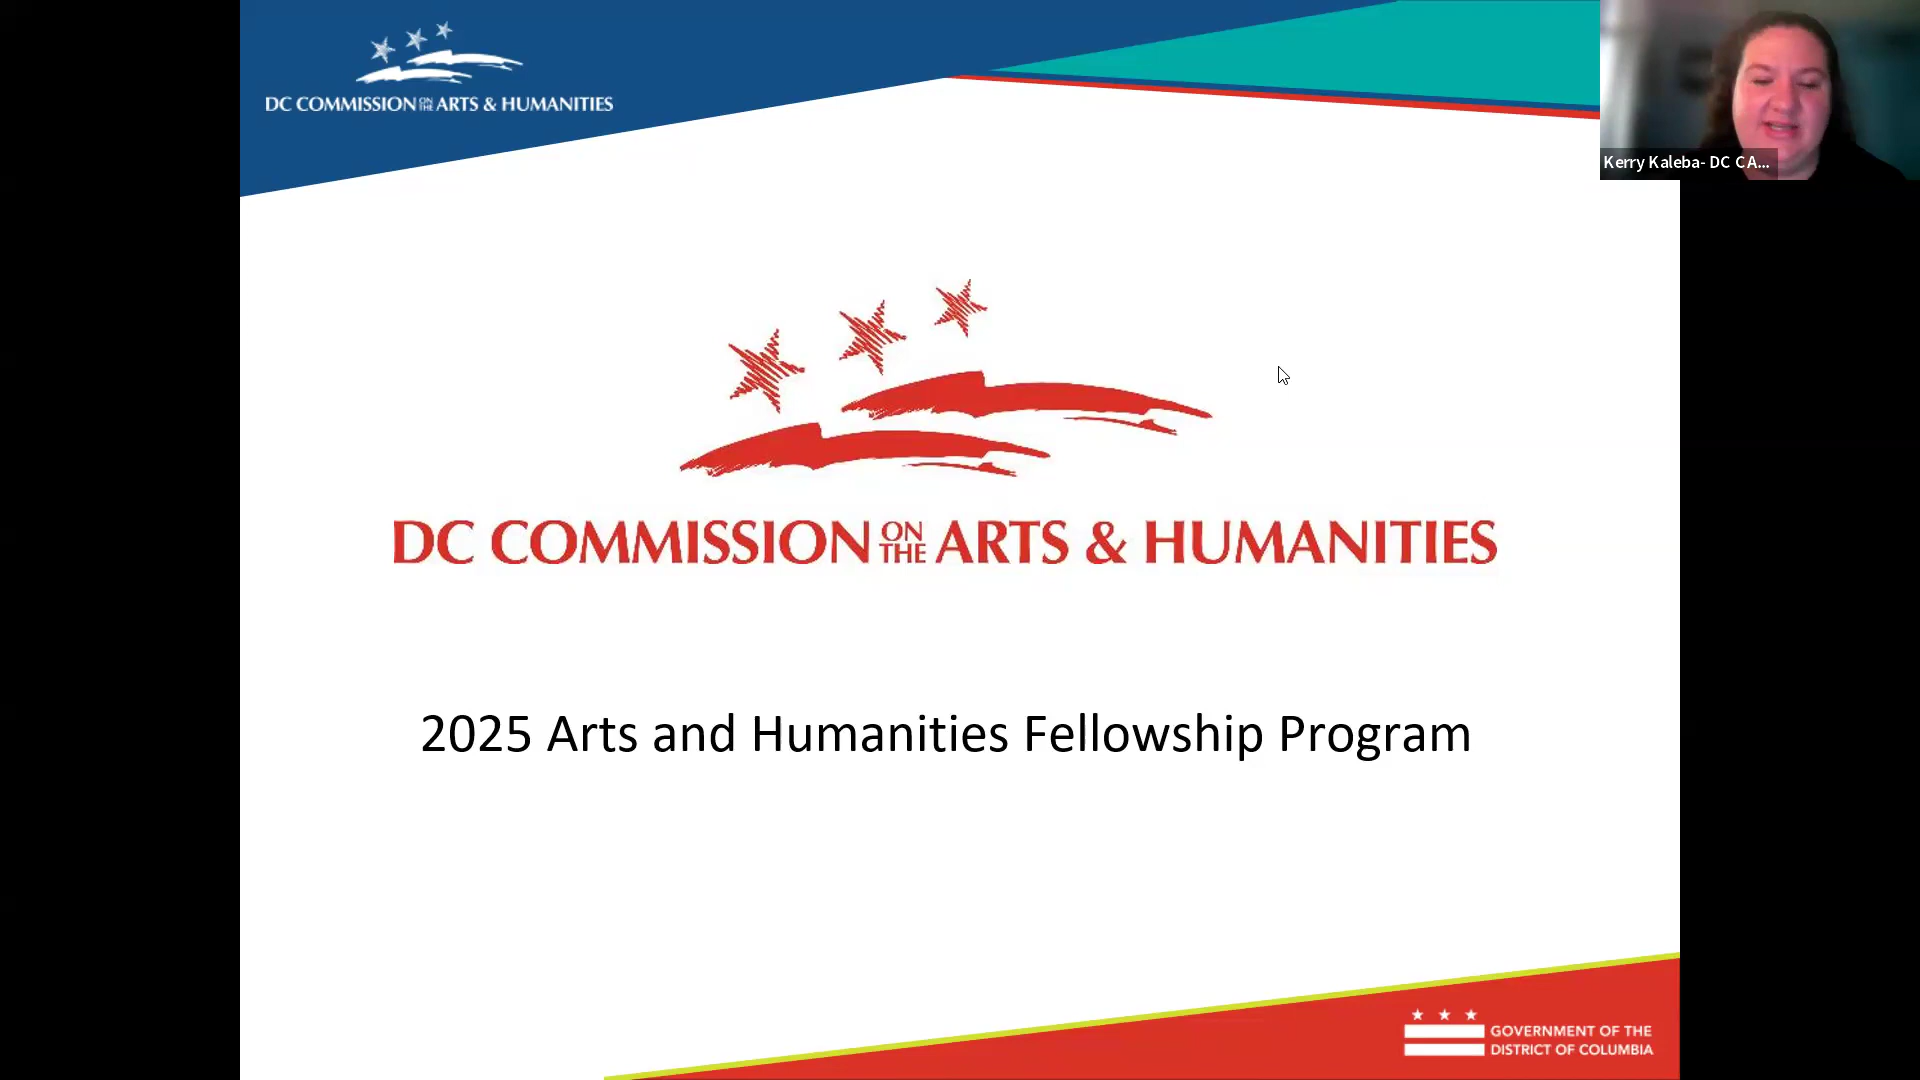 DC COMMISSION ON THE ARTS & HUMANITIES
Kerry Kaleba- DC CA...
DC COMMISSION ON THE ARTS & HUMANITIES
2025 Arts and Humanities Fellowship Program
GOVERNMENT OF THE
DISTRICT OF COLUMBIA